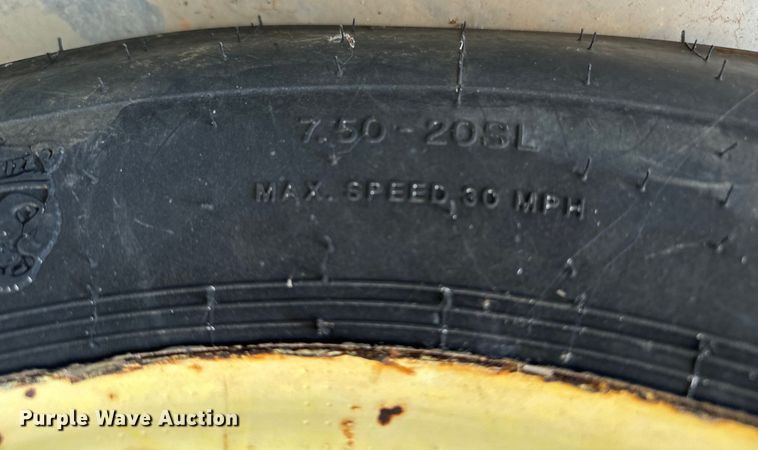 7.50-20SL
MAX. SPEED 30 MPH
Purple Wave Auction